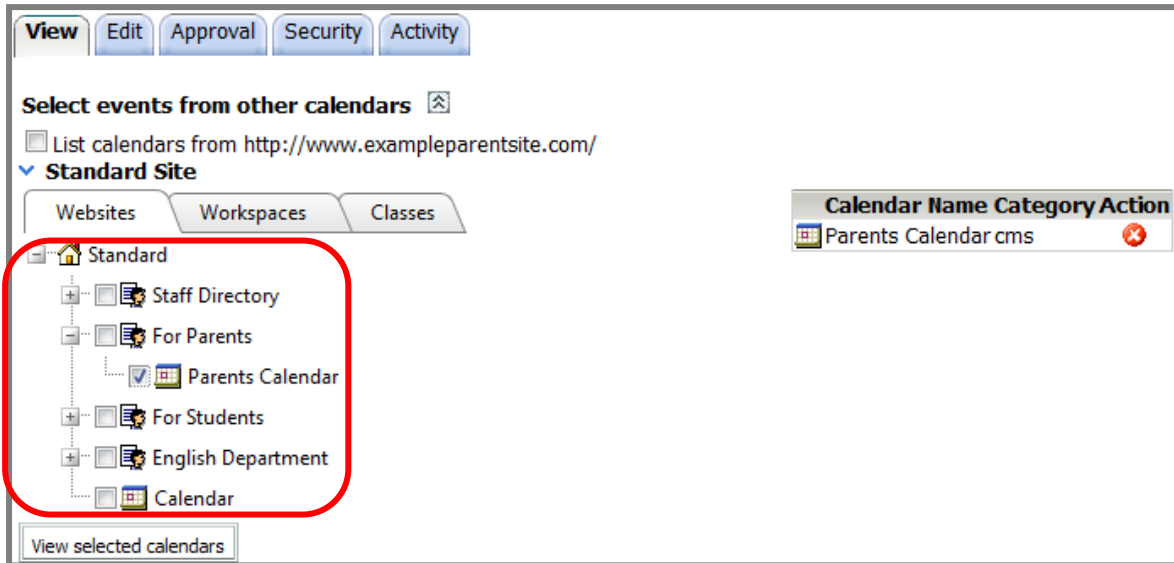 View Edit Approval Security Activity
Select events from other calendars
List calendars from http://www.exampleparentsite.com/
Standard Site
Websites Workspaces Classes
Calendar Name Category Action
Parents Calendar cms
Standard
Staff Directory
For Parents
Parents Calendar
For Students
English Department
Calendar
View selected calendars